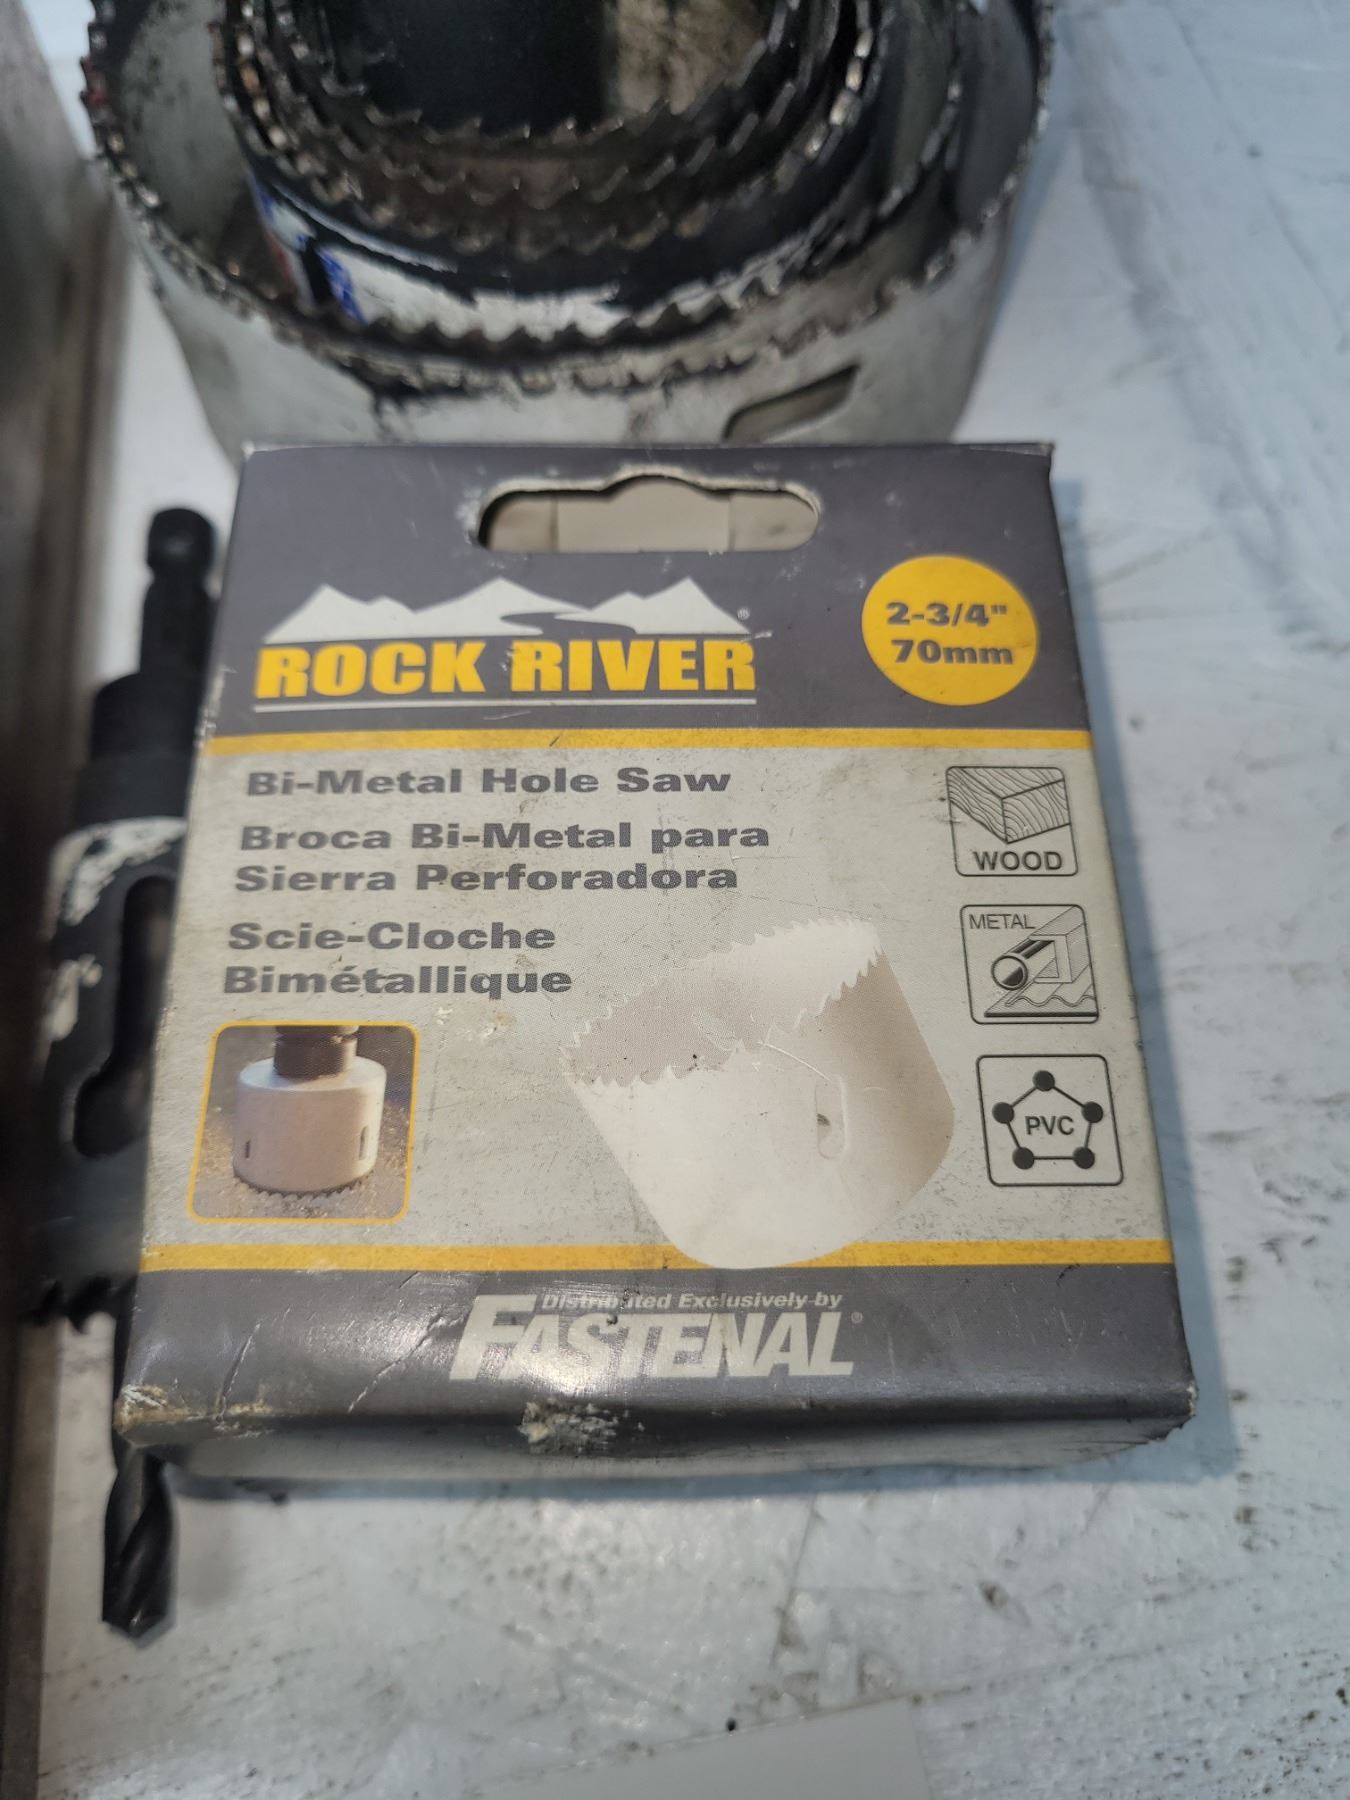 ROCK RIVER®
2-3/4"
70mm
Bi-Metal Hole Saw
Broca Bi-Metal para
Sierra Perforadora
Scie-Cloche
Bimétallique
WOOD
METAL
PVC
Distributed Exclusively by
FASTENAL®